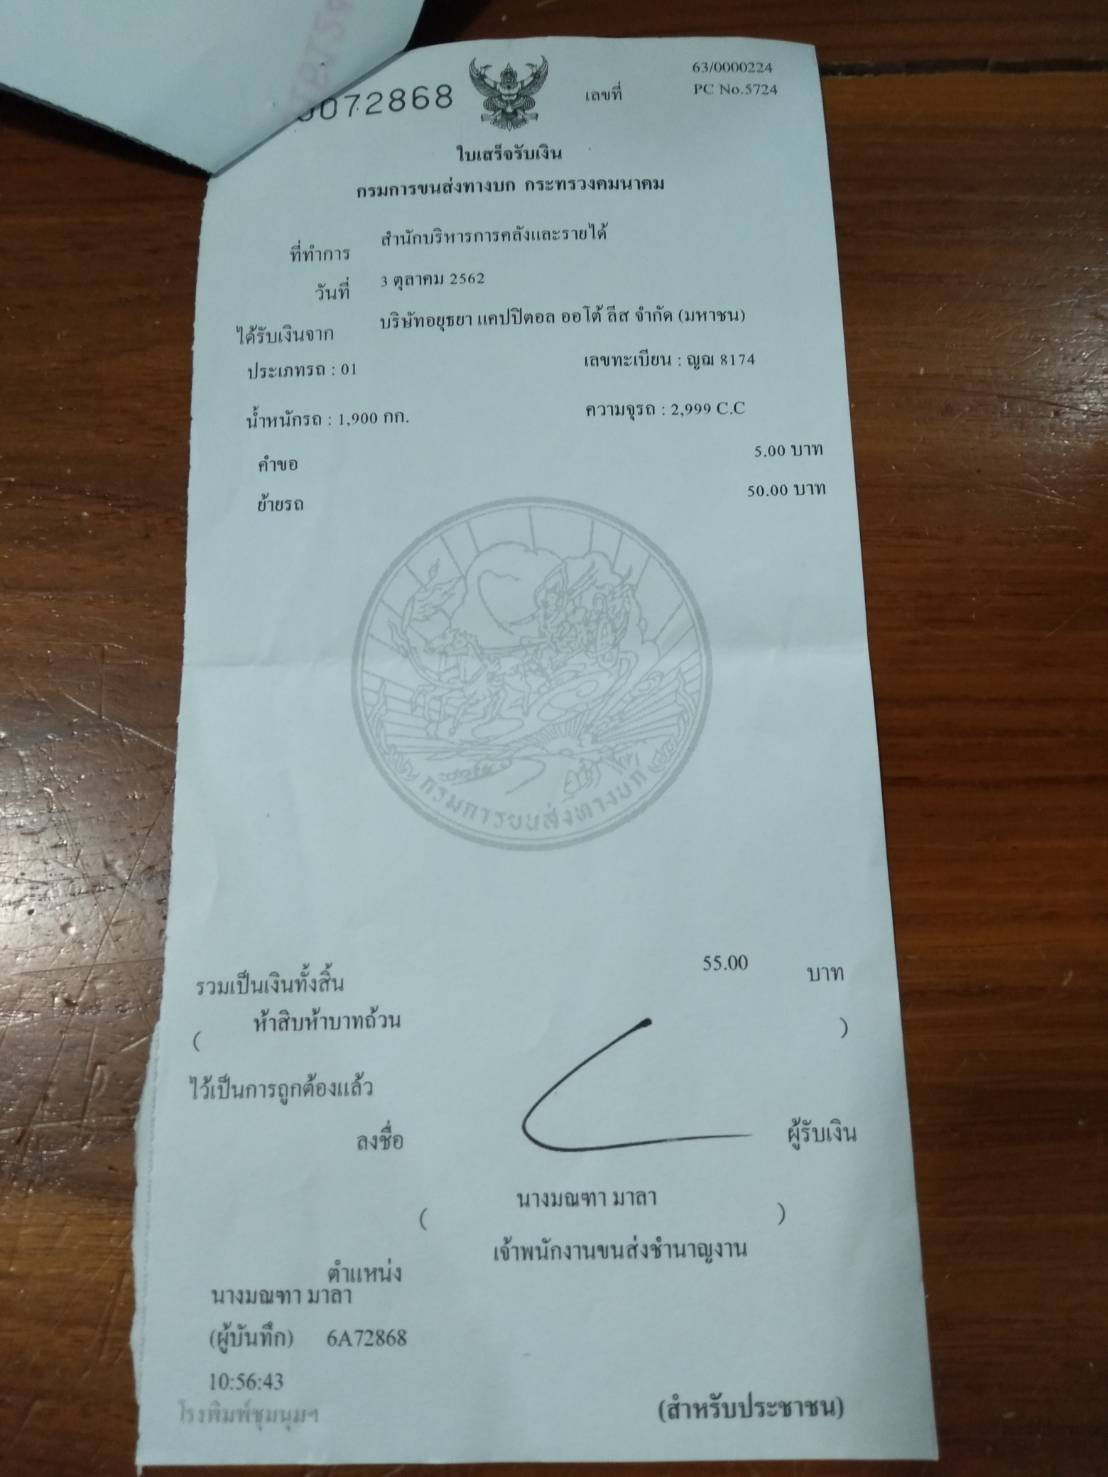 072868
เลขที่ 63/0000224
PC No.5724
ใบเสร็จรับเงิน
กรมการขนส่งทางบก กระทรวงคมนาคม
ที่ทำการ สำนักบริหารการคลังและรายได้
วันที่ 3 ตุลาคม 2562
ได้รับเงินจาก บริษัทอยุธยา แคปปิตอล ออโต้ ลีส จำกัด (มหาชน)
ประเภทรถ : 01 เลขทะเบียน : ญฌ 8174
น้ำหนักรถ : 1,900 กก. ความจุรถ : 2,999 C.C
คำขอ 5.00 บาท
ย้ายรถ 50.00 บาท
กรมการขนส่งทางบก
รวมเป็นเงินทั้งสิ้น 55.00 บาท
( ห้าสิบห้าบาทถ้วน )
ไว้เป็นการถูกต้องแล้ว
ลงชื่อ ผู้รับเงิน
( นางมณฑา มาลา )
ตำแหน่ง เจ้าพนักงานขนส่งชำนาญงาน
นางมณฑา มาลา
(ผู้บันทึก) 6A72868
10:56:43
โรงพิมพ์ชุมนุมฯ (สำหรับประชาชน)